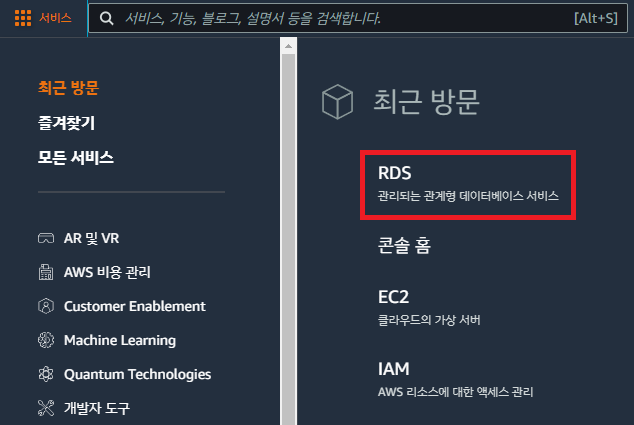 서비스
서비스, 기능, 블로그, 설명서 등을 검색합니다. [Alt+S]
최근 방문
즐겨찾기
모든 서비스
AR 및 VR
AWS 비용 관리
Customer Enablement
Machine Learning
Quantum Technologies
개발자 도구
최근 방문
RDS
관리되는 관계형 데이터베이스 서비스
콘솔 홈
EC2
클라우드의 가상 서버
IAM
AWS 리소스에 대한 액세스 관리